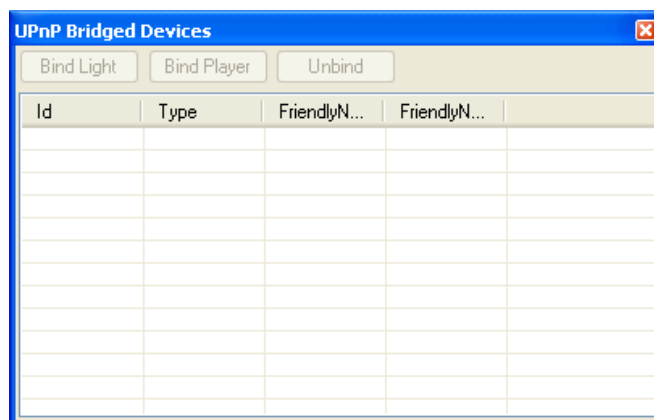 UPnP Bridged Devices
Bind Light Bind Player Unbind
Id Type FriendlyN... FriendlyN...